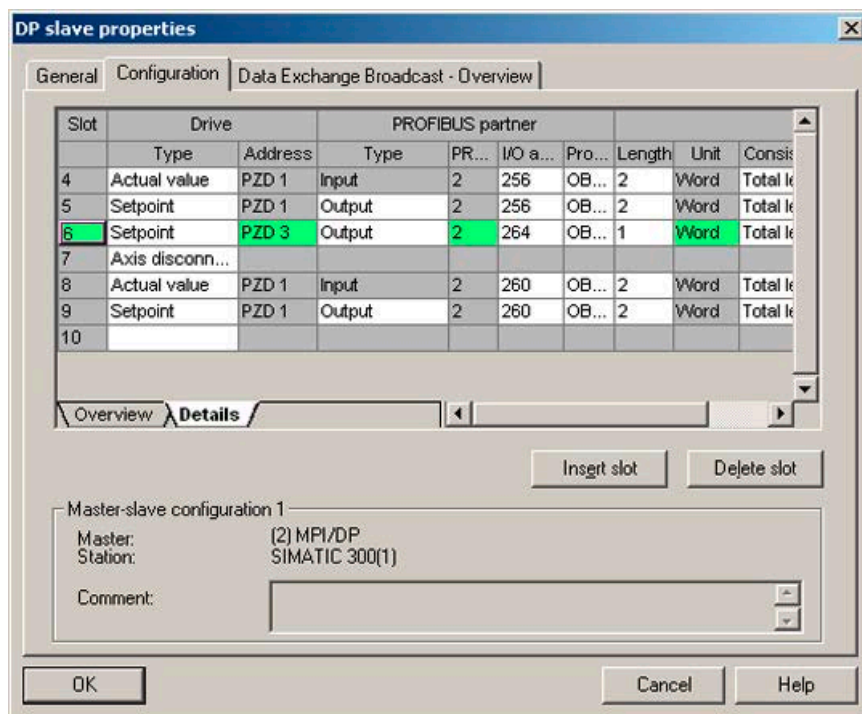 DP slave properties
General Configuration Data Exchange Broadcast - Overview
Slot Drive PROFIBUS partner
Type Address Type PR... I/O a... Pro... Length Unit Consis
4 Actual value PZD 1 Input 2 256 OB... 2 Word Total le
5 Setpoint PZD 1 Output 2 256 OB... 2 Word Total le
6 Setpoint PZD 3 Output 2 264 OB... 1 Word Total le
7 Axis disconn...
8 Actual value PZD 1 Input 2 260 OB... 2 Word Total le
9 Setpoint PZD 1 Output 2 260 OB... 2 Word Total le
10
Overview Details
Insert slot Delete slot
Master-slave configuration 1
Master: (2) MPI/DP
Station: SIMATIC 300(1)
Comment:
OK Cancel Help